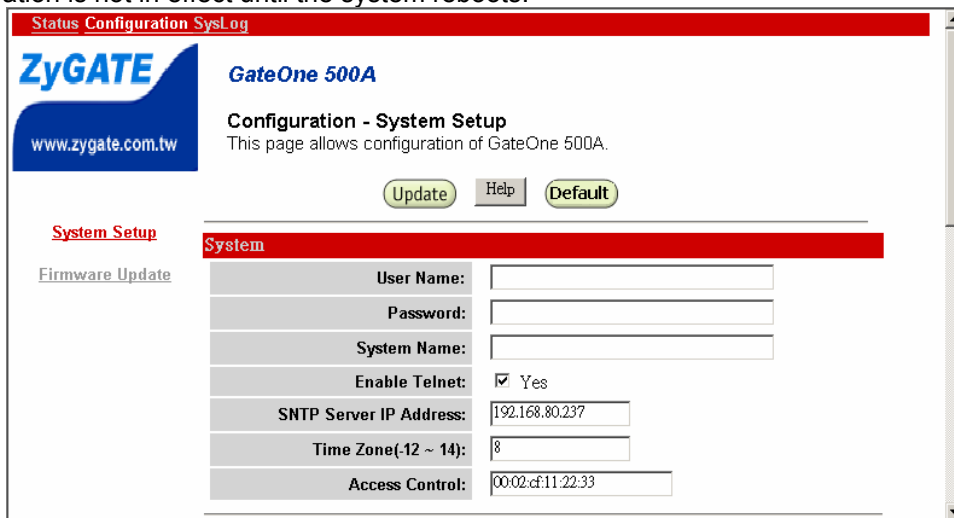 ation is not in effect until the system reboots.
Status Configuration SysLog
ZyGATE
www.zygate.com.tw
GateOne 500A
Configuration - System Setup
This page allows configuration of GateOne 500A.
Update Help Default
System Setup
Firmware Update
System
User Name:
Password:
System Name:
Enable Telnet: Yes
SNTP Server IP Address: 192.168.80.237
Time Zone(-12 ~ 14): 8
Access Control: 00:02:cf:11:22:33